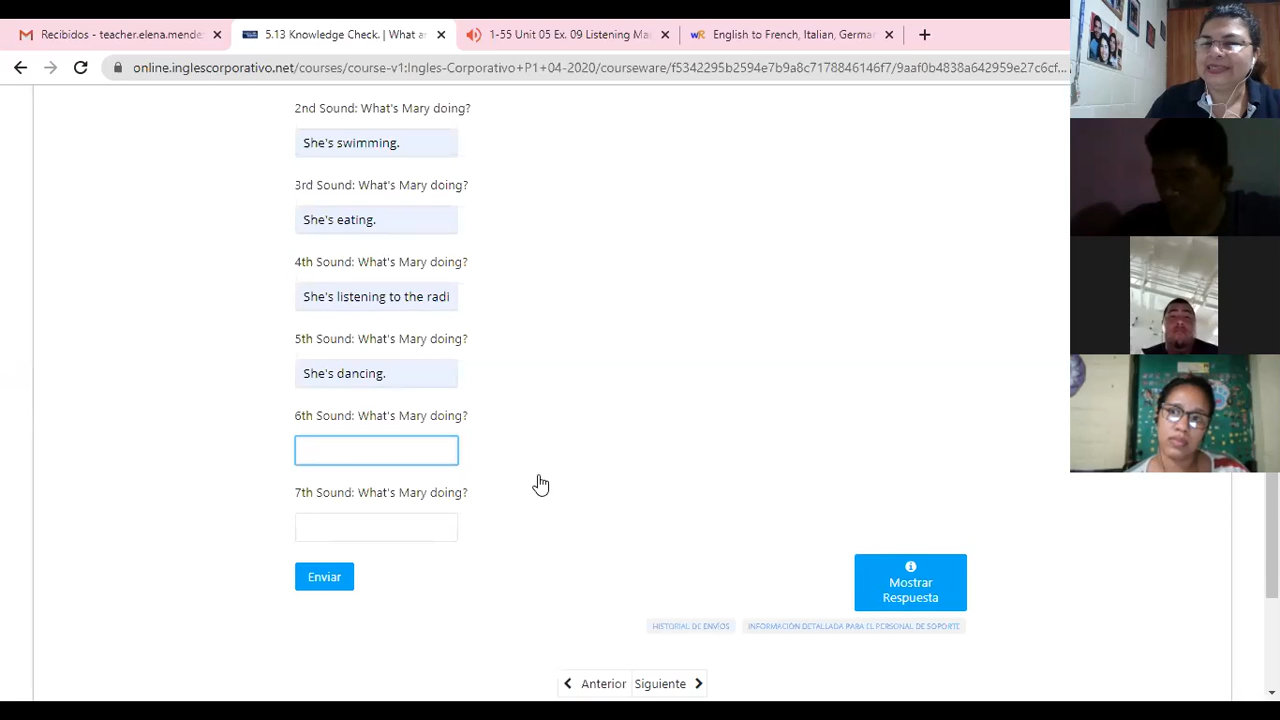 Recibidos - teacher.elena.mende
5.13 Knowledge Check. | What ar
1-55 Unit 05 Ex. 09 Listening Ma
WR English to French, Italian, German
online.inglescorporativo.net/courses/course-v1:Ingles-Corporativo+P1+04-2020/courseware/f5342295b2594e7b9a8c7178846146f7/9aaf0b4838a642959e27c6cf...
2nd Sound: What's Mary doing?
She's swimming.
3rd Sound: What's Mary doing?
She's eating.
4th Sound: What's Mary doing?
She's listening to the radi
5th Sound: What's Mary doing?
She's dancing.
6th Sound: What's Mary doing?
7th Sound: What's Mary doing?
Enviar
Mostrar
Respuesta
HISTORIAL DE ENVÍOS
INFORMACIÓN DETALLADA PARA EL PERSONAL DE SOPORTE
Anterior Siguiente